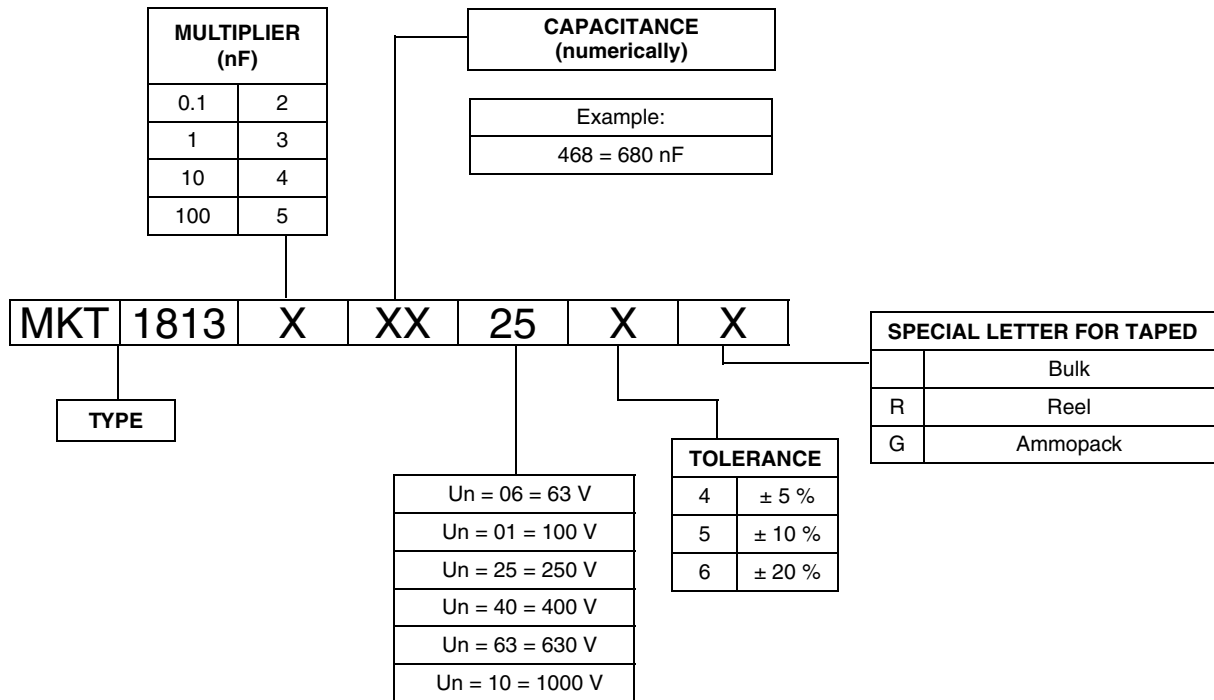 MULTIPLIER
(nF)
0.1 2
1 3
10 4
100 5
CAPACITANCE
(numerically)
Example:
468 = 680 nF
MKT 1813 X XX 25 X X
TYPE
Un = 06 = 63 V
Un = 01 = 100 V
Un = 25 = 250 V
Un = 40 = 400 V
Un = 63 = 630 V
Un = 10 = 1000 V
TOLERANCE
4 ± 5 %
5 ± 10 %
6 ± 20 %
SPECIAL LETTER FOR TAPED
Bulk
R Reel
G Ammopack